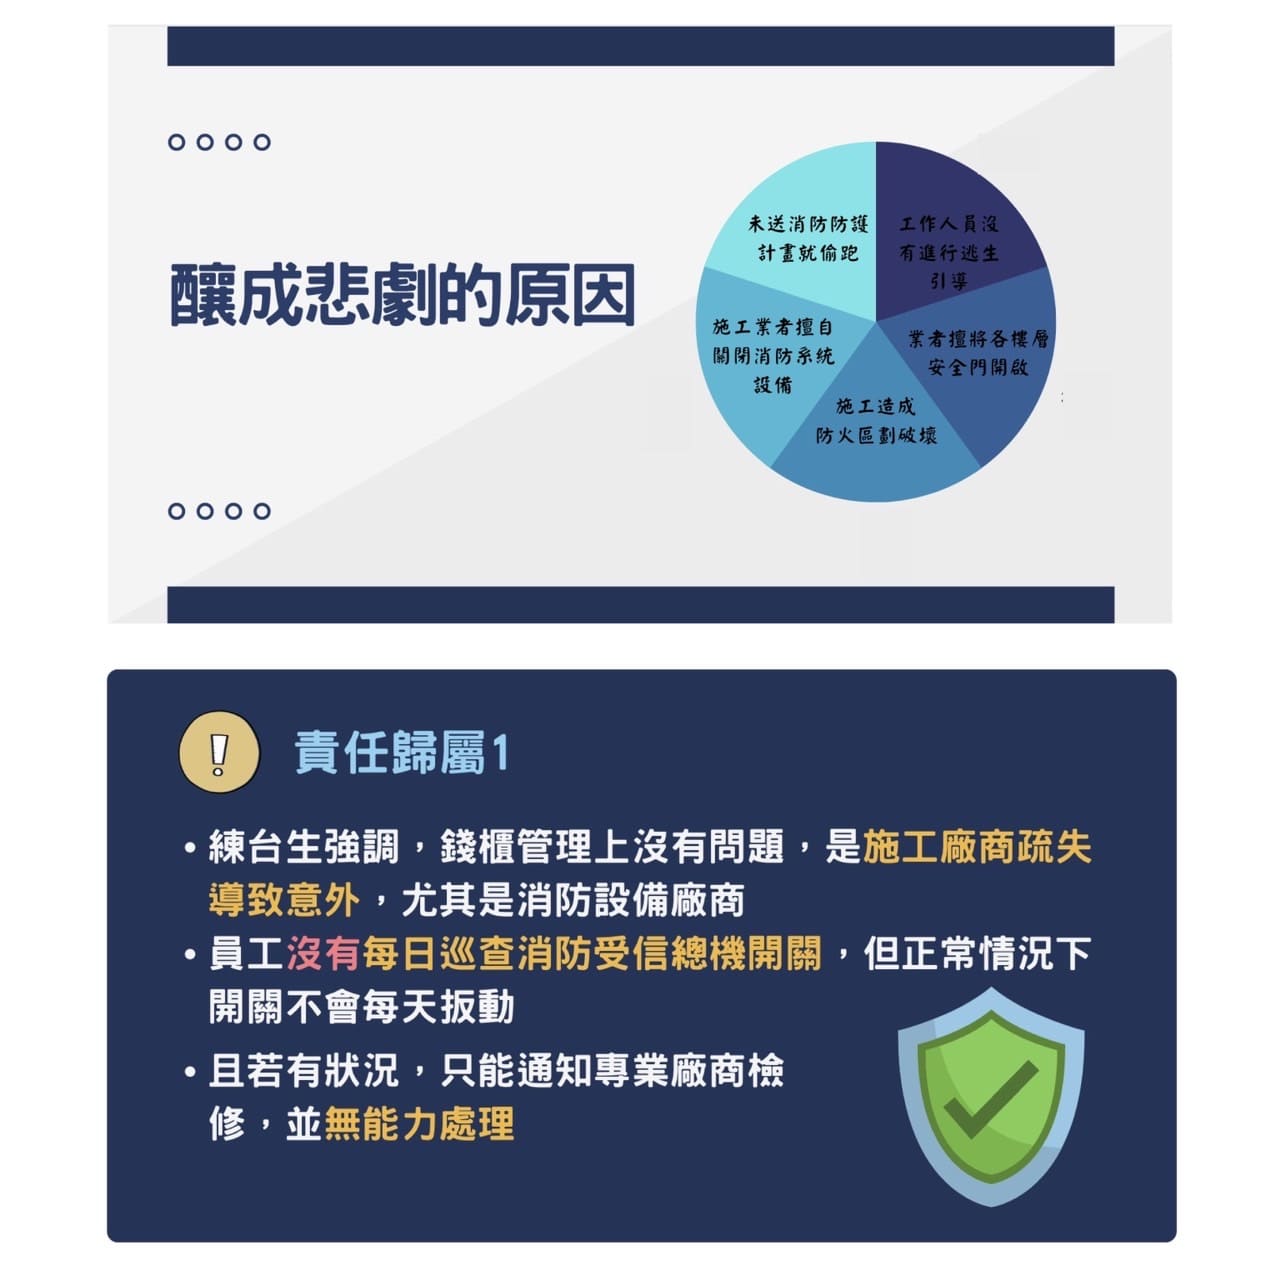 釀成悲劇的原因
未送消防防護
計畫就偷跑
工作人員沒
有進行逃生
引導
施工業者擅自
關閉消防系統
設備
業者擅將各樓層
安全門開啟
施工造成
防火區劃破壞
責任歸屬1
•練台生強調，錢櫃管理上沒有問題，是施工廠商疏失
導致意外，尤其是消防設備廠商
•員工沒有每日巡查消防受信總機開關，但正常情況下
開關不會每天扳動
•且若有狀況，只能通知專業廠商檢
修，並無能力處理